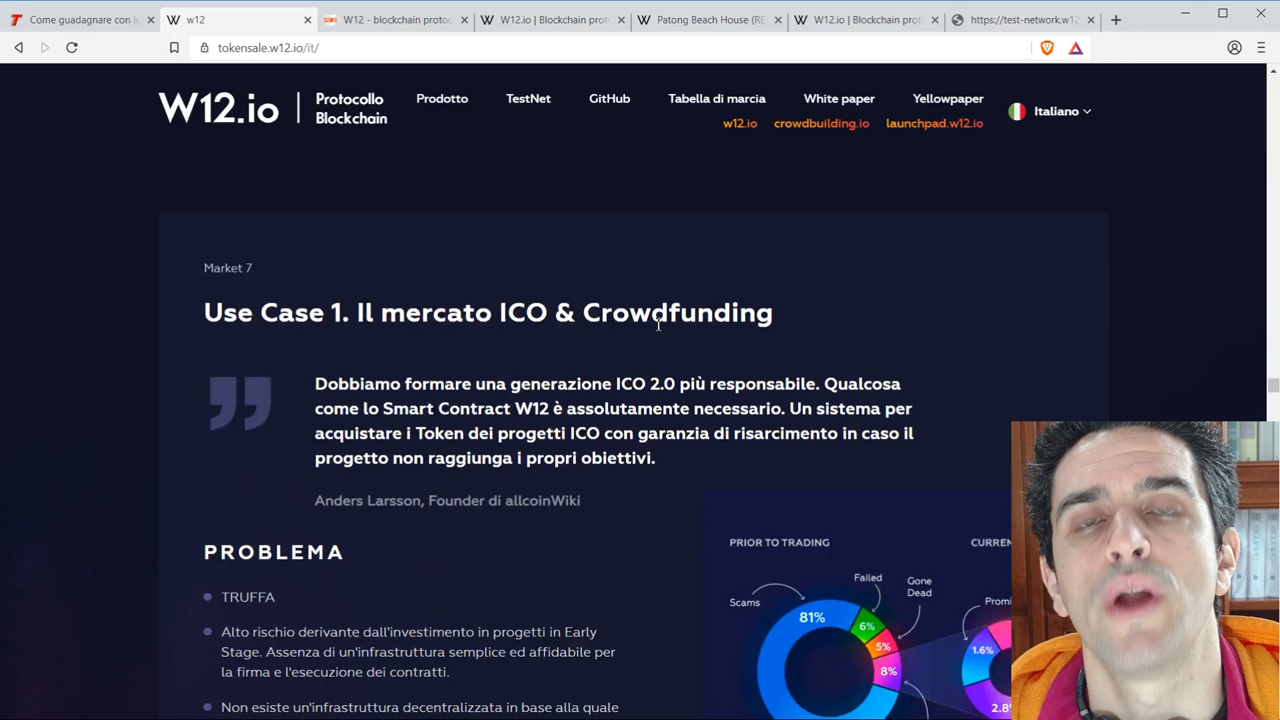 Come guadagnare con le
w12
W12 - blockchain protoc
W12.io | Blockchain prot
Patong Beach House (RE
W12.io | Blockchain prot
https://test-network.w12
tokensale.w12.io/it/
W12.io
Protocollo
Blockchain
Prodotto
TestNet
GitHub
Tabella di marcia
White paper
Yellowpaper
w12.io
crowdbuilding.io
launchpad.w12.io
Italiano
Market 7
Use Case 1. Il mercato ICO & Crowdfunding
Dobbiamo formare una generazione ICO 2.0 più responsabile. Qualcosa
come lo Smart Contract W12 è assolutamente necessario. Un sistema per
acquistare i Token dei progetti ICO con garanzia di risarcimento in caso il
progetto non raggiunga i propri obiettivi.
Anders Larsson, Founder di allcoinWiki
PROBLEMA
TRUFFA
Alto rischio derivante dall'investimento in progetti in Early
Stage. Assenza di un'infrastruttura semplice ed affidabile per
la firma e l'esecuzione dei contratti.
Non esiste un'infrastruttura decentralizzata in base alla quale
PRIOR TO TRADING
CURREN
Scams
Failed
Gone
Dead
Promi
81%
6%
5%
8%
1.6%
2.8%